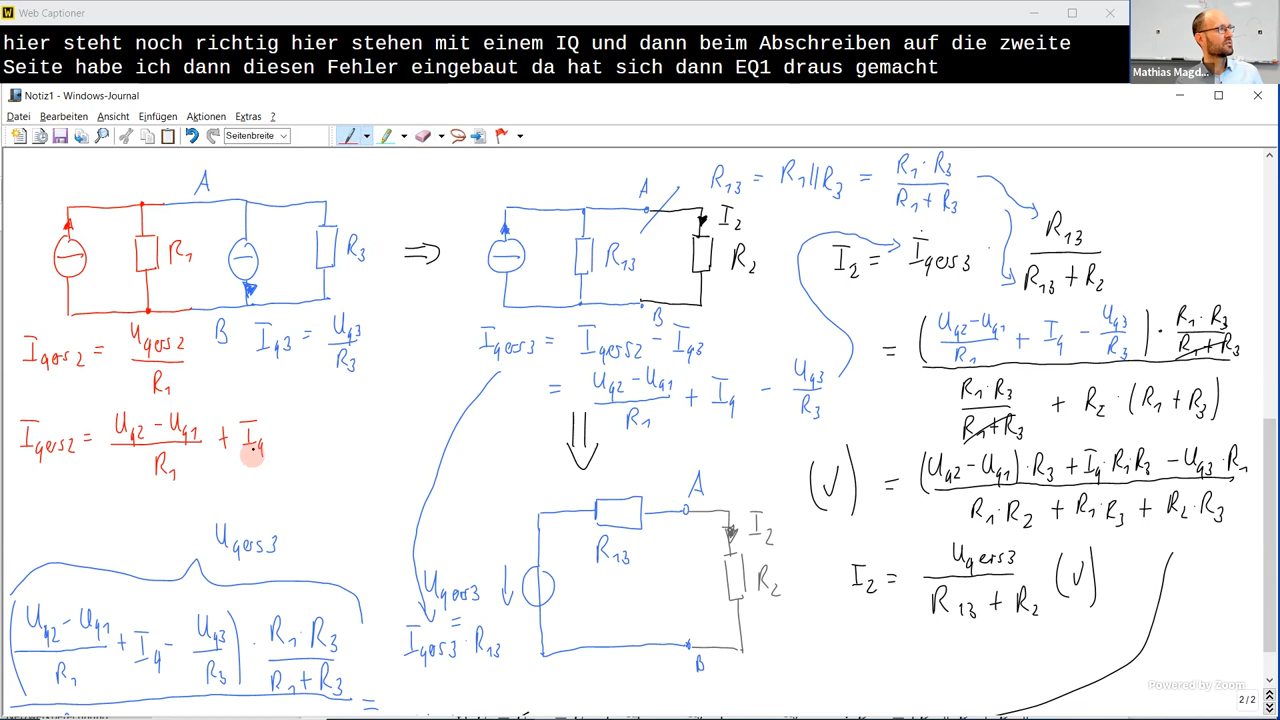 Web Captioner
hier steht noch richtig hier stehen mit einem IQ und dann beim Abschreiben auf die zweite
Seite habe ich dann diesen Fehler eingebaut da hat sich dann EQ1 draus gemacht
Mathias Magd...
Notiz1 - Windows-Journal
Datei Bearbeiten Ansicht Einfügen Aktionen Extras ?
Seitenbreite
A
R1
R3
B
⇒
A
I2
R13
R2
B
R13 = R1||R3 = (R1 · R3)/(R1 + R3)
I2 = Iqers3 · R13/(R13 + R2)
Iqers2 = Uqers2/R1
Iq3 = Uq3/R3
Iqers3 = Iqers2 - Iq3
= (Uq2 - Uq1)/R1 + Iq - Uq3/R3
= (((Uq2 - Uq1)/R1 + Iq - Uq3/R3) · (R1 · R3)/(R1 + R3))/((R1 · R3)/(R1 + R3) + R2 · (R1 + R3))
Iqers2 = (Uq2 - Uq1)/R1 + Iq
(√) = ((Uq2 - Uq1) · R3 + Iq · R1 R3 - Uq3 · R1)/(R1 · R2 + R1 · R3 + R2 · R3)
A
R13
I2
R2
B
Uqers3
=
Iqers3 · R13
I2 = Uqers3/(R13 + R2) (√)
Uqers3
((Uq2 - Uq1)/R1 + Iq - Uq3/R3) · (R1 · R3)/(R1 + R3)
=
Powered by Zoom
2/2